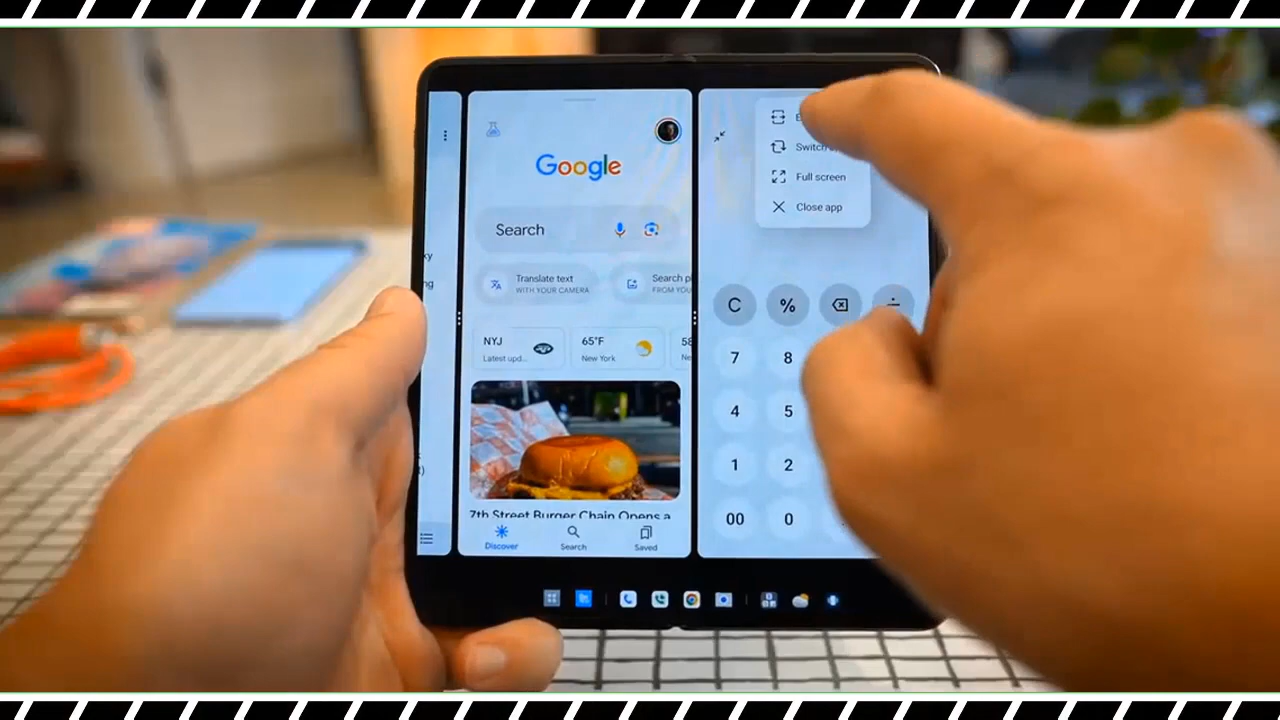 Google
Search
Translate text
WITH YOUR CAMERA
Search
FROM
NYJ
Latest upd...
65°F
New York
58
Full screen
Close app
C
%
÷
7
8
4
5
1
2
00
0
7th Street Burger Chain Opens a
Discover
Search
Saved